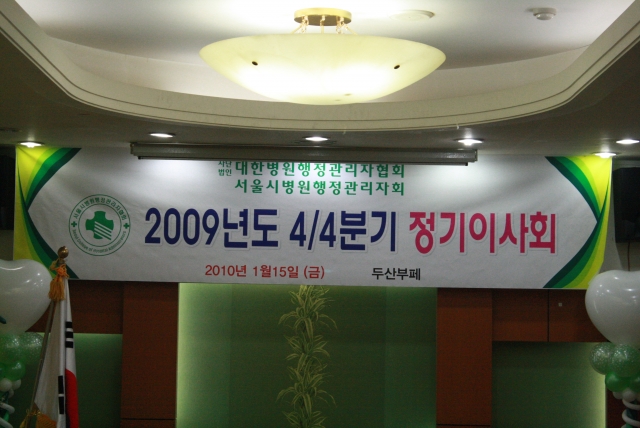 사단법인 대한병원행정관리자협회
서울시병원행정관리자회
2009년도 4/4분기 정기이사회
2010년 1월15일 (금) 두산부페